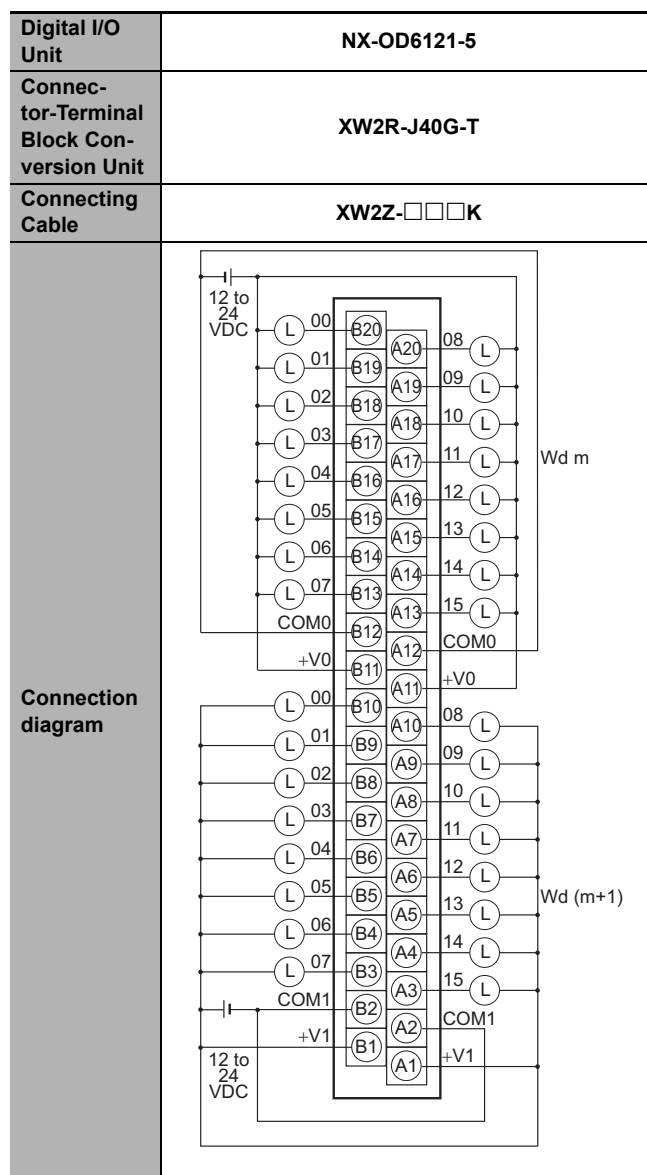 Digital I/O
Unit
NX-OD6121-5
Connec-
tor-Terminal
Block Con-
version Unit
XW2R-J40G-T
Connecting
Cable
XW2Z-□□□K
Connection
diagram
12 to
24
VDC
L 00 B20
A20 08 L
L 01 B19
A19 09 L
L 02 B18
A18 10 L
L 03 B17
A17 11 L
Wd m
L 04 B16
A16 12 L
L 05 B15
A15 13 L
L 06 B14
A14 14 L
L 07 B13
A13 15 L
COM0 B12
A12 COM0
+V0 B11
A11 +V0
L 00 B10
A10 08 L
L 01 B9
A9 09 L
L 02 B8
A8 10 L
L 03 B7
A7 11 L
L 04 B6
A6 12 L
Wd (m+1)
L 05 B5
A5 13 L
L 06 B4
A4 14 L
L 07 B3
A3 15 L
COM1 B2
A2 COM1
+V1 B1
A1 +V1
12 to
24
VDC